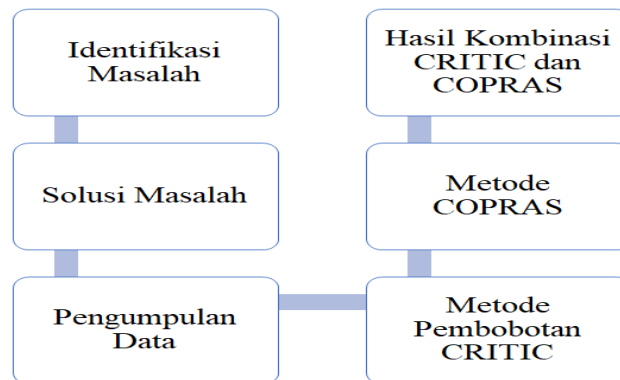 Identifikasi
Masalah
Solusi Masalah
Pengumpulan
Data
Metode
Pembobotan
CRITIC
Metode
COPRAS
Hasil Kombinasi
CRITIC dan
COPRAS